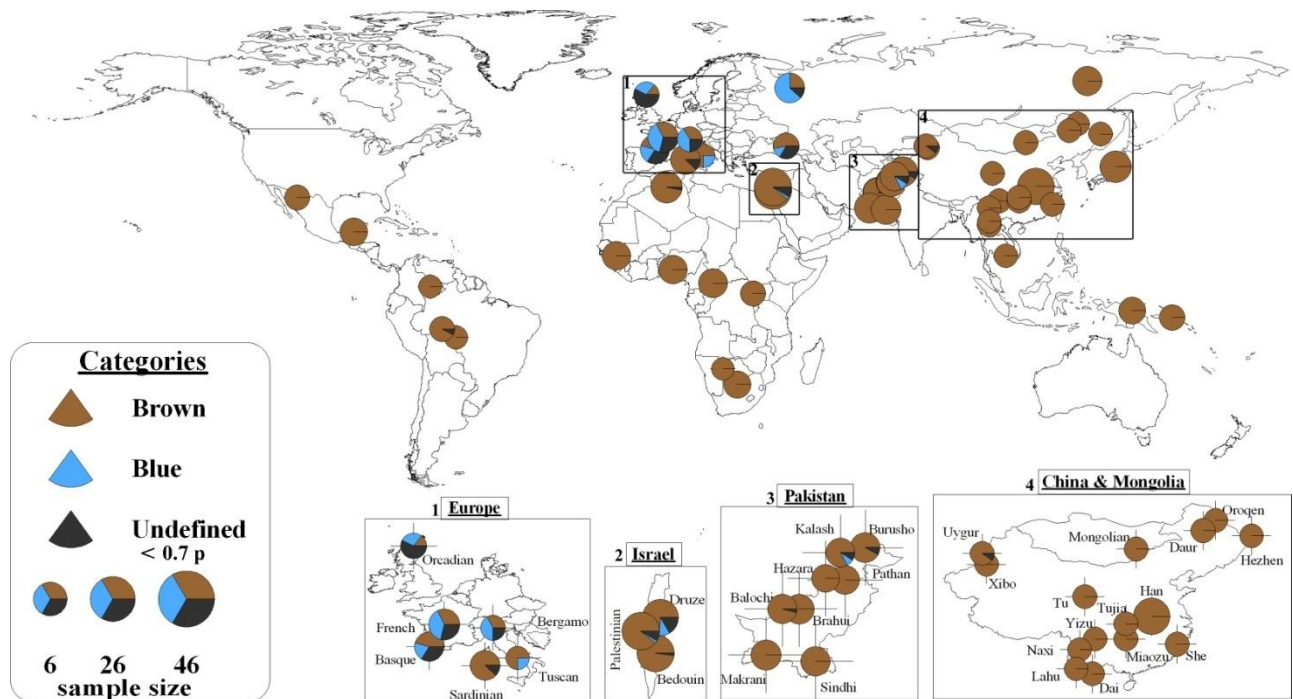 1
2
3
4
Categories
Brown
Blue
Undefined
< 0.7 p
6 26 46
sample size
1 Europe
Orcadian
French
Bergamo
Basque
Tuscan
Sardinian
2 Israel
Druze
Palestinian
Bedouin
3 Pakistan
Kalash
Burusho
Hazara
Pathan
Balochi
Brahui
Makrani
Sindhi
4 China & Mongolia
Oroqen
Uygur
Mongolian
Daur
Hezhen
Xibo
Han
Tu
Tujia
Yizu
Naxi
Miaozu
She
Lahu
Dai